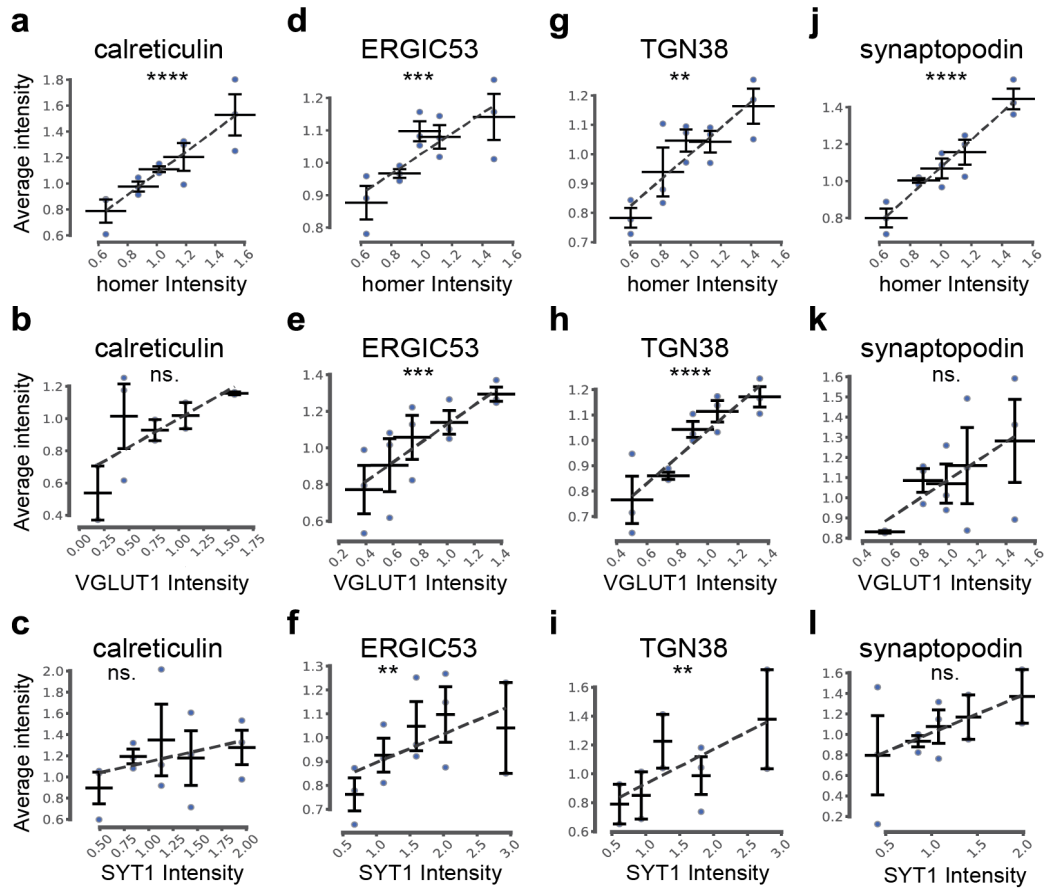 a
calreticulin
****
Average intensity
1.8
1.6
1.4
1.2
1.0
0.8
0.6
0.6 0.8 1.0 1.2 1.4 1.6
homer Intensity
d
ERGIC53
***
1.2
1.1
1.0
0.9
0.8
0.6 0.8 1.0 1.2 1.4 1.6
homer Intensity
g
TGN38
**
1.2
1.1
1.0
0.9
0.8
0.7
0.6 0.8 1.0 1.2 1.4 1.6
homer Intensity
j
synaptopodin
****
1.4
1.2
1.0
0.8
0.6 0.8 1.0 1.2 1.4 1.6
homer Intensity
b
calreticulin
ns.
Average intensity
1.2
1.0
0.8
0.6
0.4
0.00 0.25 0.50 0.75 1.00 1.25 1.50 1.75
VGLUT1 Intensity
e
ERGIC53
***
1.4
1.2
1.0
0.8
0.6
0.2 0.4 0.6 0.8 1.0 1.2 1.4
VGLUT1 Intensity
h
TGN38
****
1.2
1.1
1.0
0.9
0.8
0.7
0.4 0.6 0.8 1.0 1.2 1.4
VGLUT1 Intensity
k
synaptopodin
ns.
1.6
1.5
1.4
1.3
1.2
1.1
1.0
0.9
0.8
0.4 0.6 0.8 1.0 1.2 1.4 1.6
VGLUT1 Intensity
c
calreticulin
ns.
Average intensity
2.0
1.8
1.6
1.4
1.2
1.0
0.8
0.6
0.50 0.75 1.00 1.25 1.50 1.75 2.00
SYT1 Intensity
f
ERGIC53
**
1.3
1.2
1.1
1.0
0.9
0.8
0.7
0.5 1.0 1.5 2.0 2.5 3.0
SYT1 Intensity
i
TGN38
**
1.6
1.4
1.2
1.0
0.8
0.6
0.5 1.0 1.5 2.0 2.5 3.0
SYT1 Intensity
l
synaptopodin
ns.
1.6
1.4
1.2
1.0
0.8
0.6
0.4
0.2
0.5 1.0 1.5 2.0
SYT1 Intensity